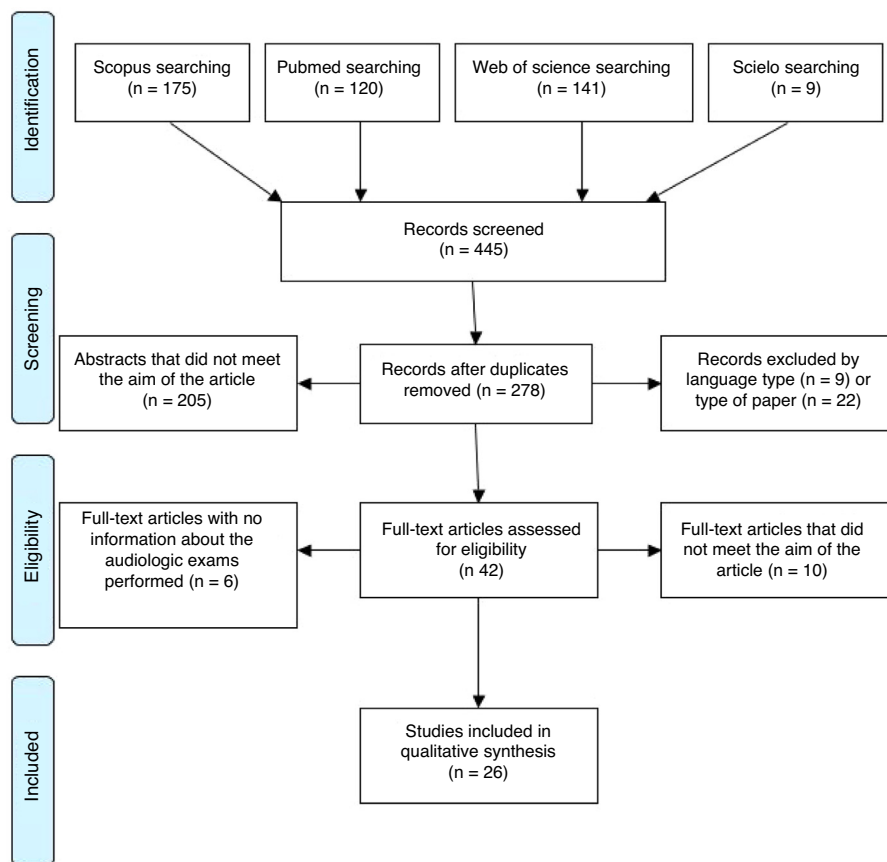 Identification
Scopus searching
(n = 175)
Pubmed searching
(n = 120)
Web of science searching
(n = 141)
Scielo searching
(n = 9)
Records screened
(n = 445)
Screening
Abstracts that did not meet
the aim of the article
(n = 205)
Records after duplicates
removed (n = 278)
Records excluded by
language type (n = 9) or
type of paper (n = 22)
Eligibility
Full-text articles with no
information about the
audiologic exams
performed (n = 6)
Full-text articles assessed
for eligibility
(n 42)
Full-text articles that did
not meet the aim of the
article (n = 10)
Included
Studies included in
qualitative synthesis
(n = 26)